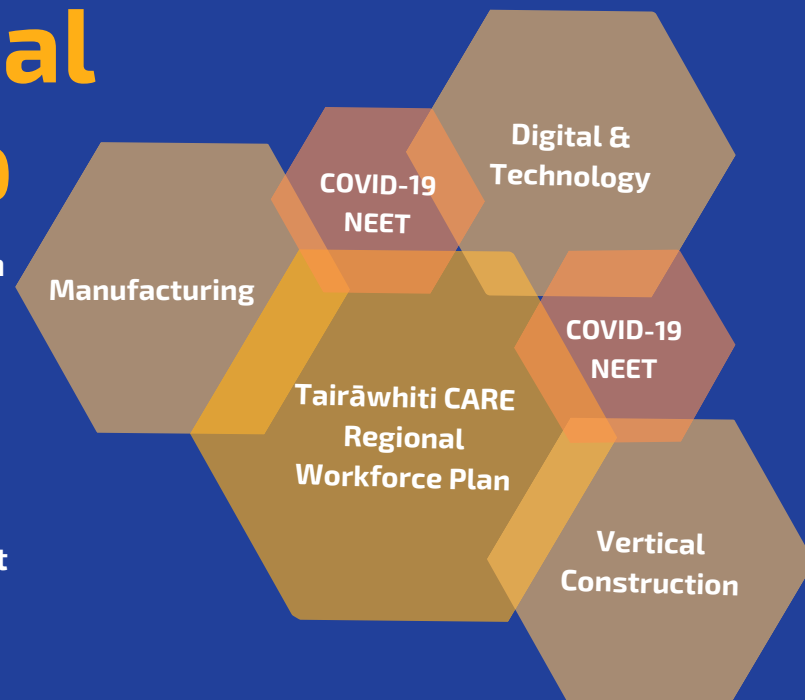 al
Digital &
Technology
COVID-19
NEET
Manufacturing
COVID-19
NEET
Tairāwhiti CARE
Regional
Workforce Plan
Vertical
Construction